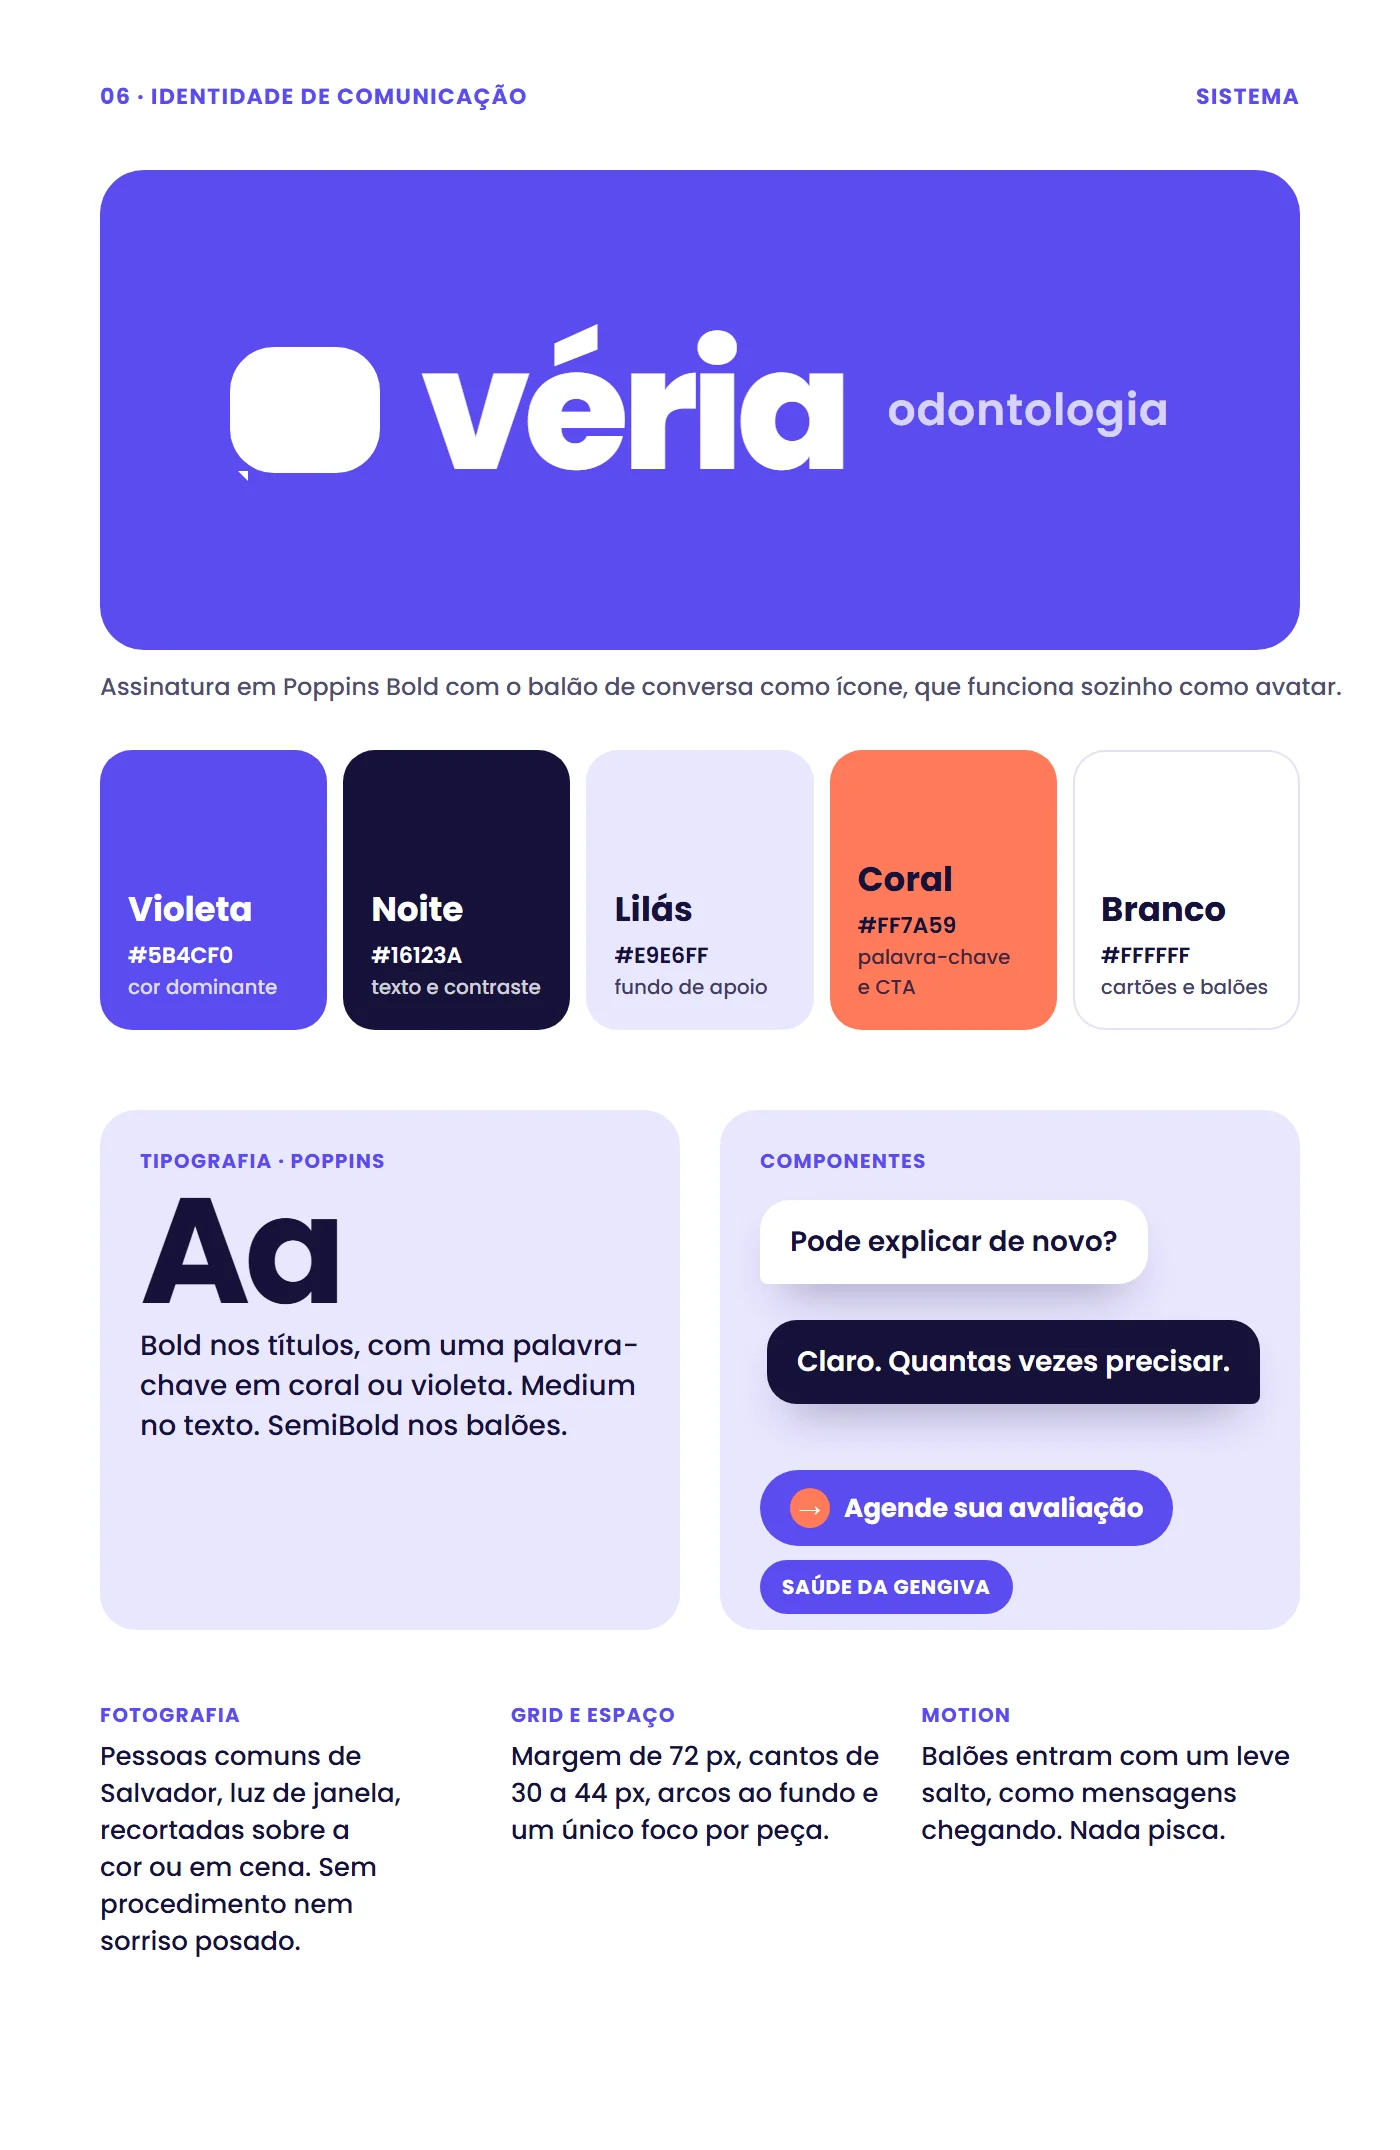 06 · IDENTIDADE DE COMUNICAÇÃO
SISTEMA
véria odontologia
Assinatura em Poppins Bold com o balão de conversa como ícone, que funciona sozinho como avatar.
Violeta
#5B4CF0
cor dominante
Noite
#16123A
texto e contraste
Lilás
#E9E6FF
fundo de apoio
Coral
#FF7A59
palavra-chave
e CTA
Branco
#FFFFFF
cartões e balões
TIPOGRAFIA · POPPINS
Aa
Bold nos títulos, com uma palavra-
chave em coral ou violeta. Medium
no texto. SemiBold nos balões.
COMPONENTES
Pode explicar de novo?
Claro. Quantas vezes precisar.
→ Agende sua avaliação
SAÚDE DA GENGIVA
FOTOGRAFIA
Pessoas comuns de
Salvador, luz de janela,
recortadas sobre a
cor ou em cena. Sem
procedimento nem
sorriso posado.
GRID E ESPAÇO
Margem de 72 px, cantos de
30 a 44 px, arcos ao fundo e
um único foco por peça.
MOTION
Balões entram com um leve
salto, como mensagens
chegando. Nada pisca.